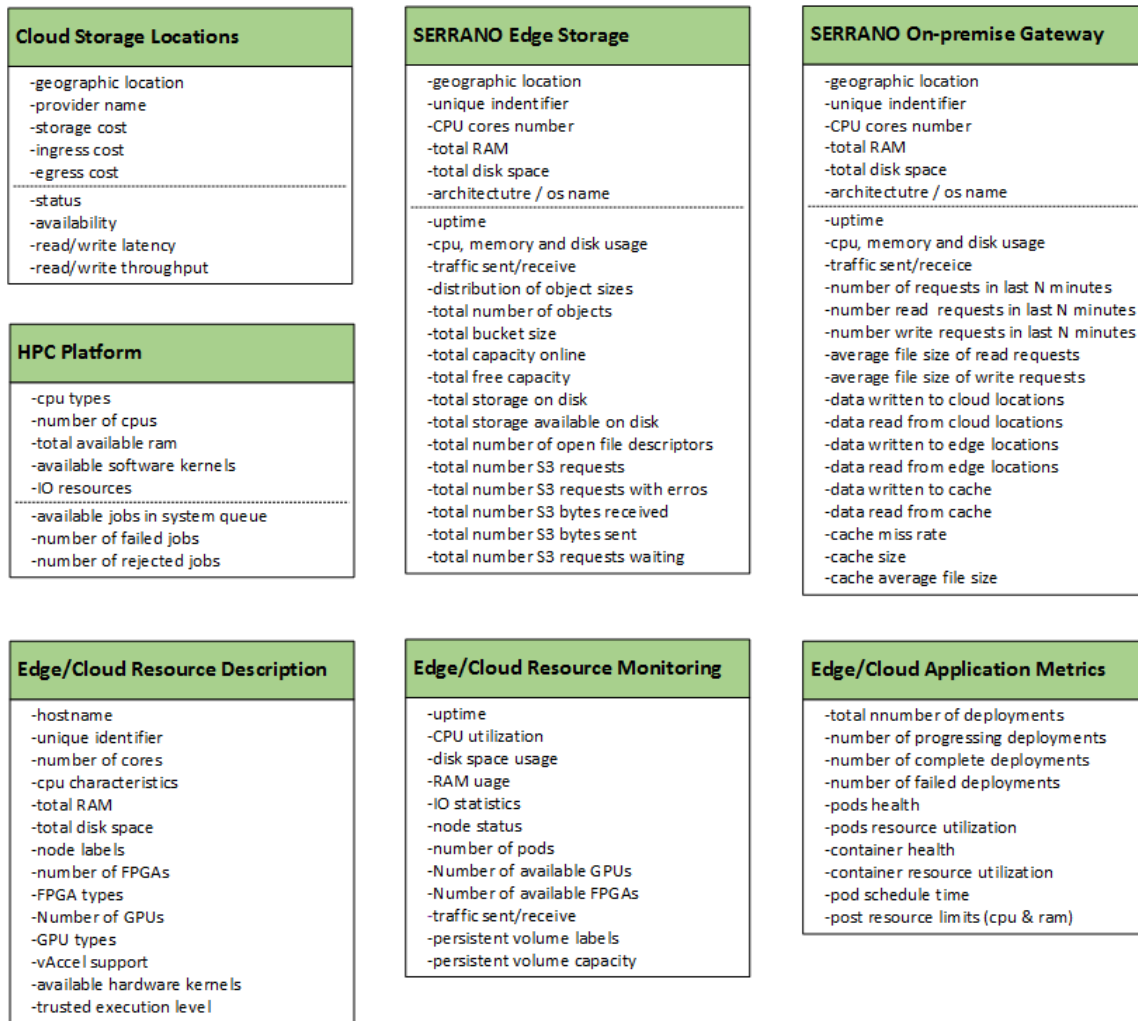 Cloud Storage Locations
-geographic location
-provider name
-storage cost
-ingress cost
-egress cost
-status
-availability
-read/write latency
-read/write throughput
SERRANO Edge Storage
-geographic location
-unique indentifier
-CPU cores number
-total RAM
-total disk space
-architectutre / os name
-uptime
-cpu, memory and disk usage
-traffic sent/receive
-distribution of object sizes
-total number of objects
-total bucket size
-total capacity online
-total free capacity
-total storage on disk
-total storage available on disk
-total number of open file descriptors
-total number S3 requests
-total number S3 requests with erros
-total number S3 bytes received
-total number S3 bytes sent
-total number S3 requests waiting
SERRANO On-premise Gateway
-geographic location
-unique indentifier
-CPU cores number
-total RAM
-total disk space
-architectutre / os name
-uptime
-cpu, memory and disk usage
-traffic sent/receice
-number of requests in last N minutes
-number read  requests in last N minutes
-number write requests in last N minutes
-average file size of read requests
-average file size of write requests
-data written to cloud locations
-data read from cloud locations
-data written to edge locations
-data read from edge locations
-data written to cache
-data read from cache
-cache miss rate
-cache size
-cache average file size
HPC Platform
-cpu types
-number of cpus
-total available ram
-available software kernels
-IO resources
-available jobs in system queue
-number of failed jobs
-number of rejected jobs
Edge/Cloud Resource Description
-hostname
-unique identifier
-number of cores
-cpu characteristics
-total RAM
-total disk space
-node labels
-number of FPGAs
-FPGA types
-Number of GPUs
-GPU types
-vAccel support
-available hardware kernels
-trusted execution level
Edge/Cloud Resource Monitoring
-uptime
-CPU utilization
-disk space usage
-RAM uage
-IO statistics
-node status
-number of pods
-Number of available GPUs
-Number of available FPGAs
-traffic sent/receive
-persistent volume labels
-persistent volume capacity
Edge/Cloud Application Metrics
-total nnumber of deployments
-number of progressing deployments
-number of complete deployments
-number of failed deployments
-pods health
-pods resource utilization
-container health
-container resource utilization
-pod schedule time
-post resource limits (cpu & ram)